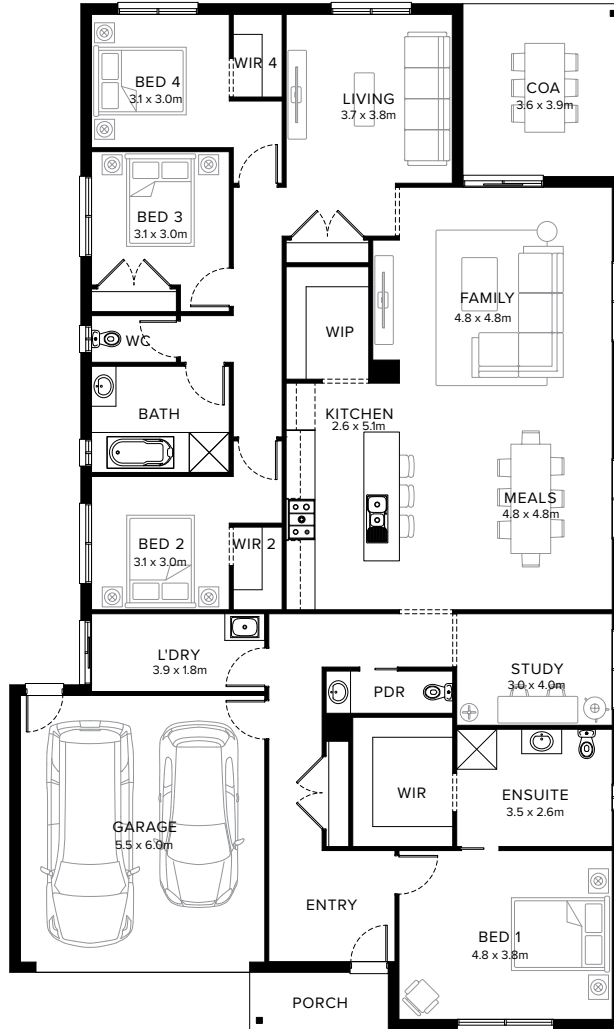 BED 4
3.1 x 3.0m
WIR 4
LIVING
3.7 x 3.8m
COA
3.6 x 3.9m
BED 3
3.1 x 3.0m
FAMILY
4.8 x 4.8m
WIP
WC
BATH
KITCHEN
2.6 x 5.1m
MEALS
4.8 x 4.8m
BED 2
3.1 x 3.0m
WIR 2
L'DRY
3.9 x 1.8m
STUDY
3.0 x 4.0m
PDR
WIR
ENSUITE
3.5 x 2.6m
GARAGE
5.5 x 6.0m
ENTRY
BED 1
4.8 x 3.8m
PORCH